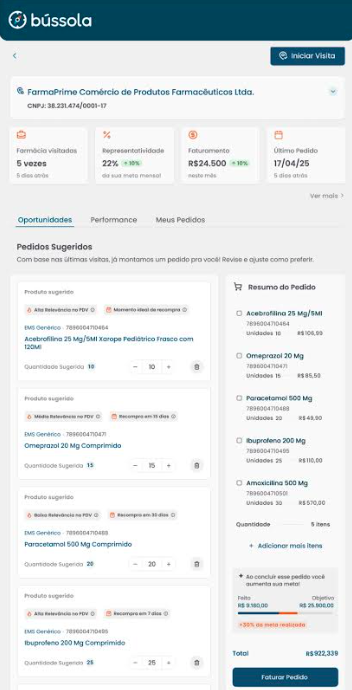 bússola
Iniciar Visita
FarmaPrime Comércio de Produtos Farmacêuticos Ltda.
CNPJ: 38.231.474/0001-17
Farmácia visitadas
5 vezes
5 dias atrás
Representatividade
22% +10%
da sua meta mensal
Faturamento
R$24.500 +10%
neste mês
Último Pedido
17/04/25
5 dias atrás
Ver mais >
Oportunidades Performance Meus Pedidos
Pedidos Sugeridos
Com base nas últimas visitas, já montamos um pedido pra você! Revise e ajuste como preferir.
Produto sugerido
Alta Relevância no PDV Momento ideal de recompra
EMS Genérico 7896004710464
Acebrofilina 25 Mg/5Ml Xarope Pediátrico Frasco com
120Ml
Quantidade Sugerida 10 - 10 +
Produto sugerido
Média Relevância no PDV Recompra em 19 dias
EMS Genérico 7896004710471
Omeprazol 20 Mg Comprimido
Quantidade Sugerida 15 - 15 +
Produto sugerido
Baixa Relevância no PDV Recompra em 30 dias
EMS Genérico 7896004710488
Paracetamol 500 Mg Comprimido
Quantidade Sugerida 20 - 20 +
Produto sugerido
Alta Relevância no PDV Recompra em 7 dias
EMS Genérico 7896004710495
Ibuprofeno 200 Mg Comprimido
Quantidade Sugerida 25 - 25 +
Resumo do Pedido
Acebrofilina 25 Mg/5Ml
7896004710464
Unidades 10 R$106,99
Omeprazol 20 Mg
7896004710471
Unidades 15 R$85,50
Paracetamol 500 Mg
7896004710488
Unidades 20 R$49,90
Ibuprofeno 200 Mg
7896004710495
Unidades 25 R$110,00
Amoxicilina 500 Mg
7896004710501
Unidades 30 R$570,00
Quantidade 5 itens
+ Adicionar mais itens
Ao concluir esse pedido você
aumenta sua meta!
Feito Objetivo
R$ 25.900,00
+20% da meta realizada
Total R$922,339
Faturar Pedido